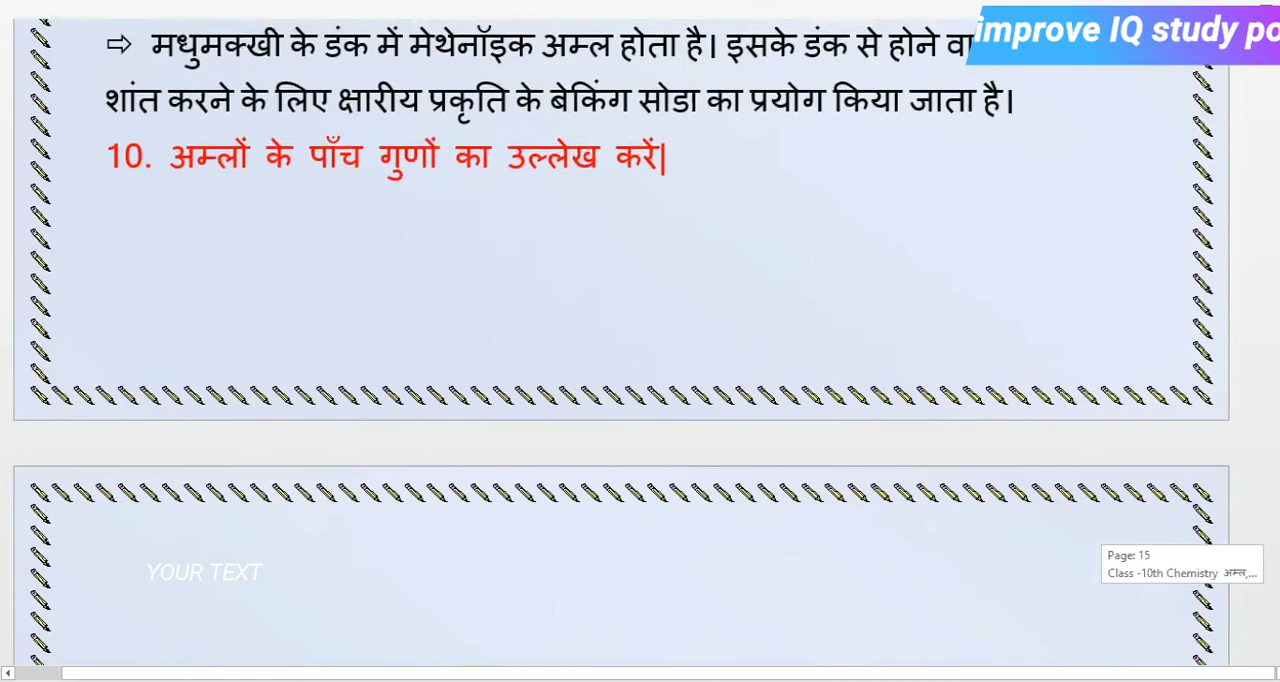 improve IQ study po
⇨ मधुमक्खी के डंक में मेथेनॉइक अम्ल होता है। इसके डंक से होने
शांत करने के लिए क्षारीय प्रकृति के बेकिंग सोडा का प्रयोग किया जाता है।
10. अम्लों के पाँच गुणों का उल्लेख करें|
YOUR TEXT
Page: 15
Class -10th Chemistry अम्ल,...